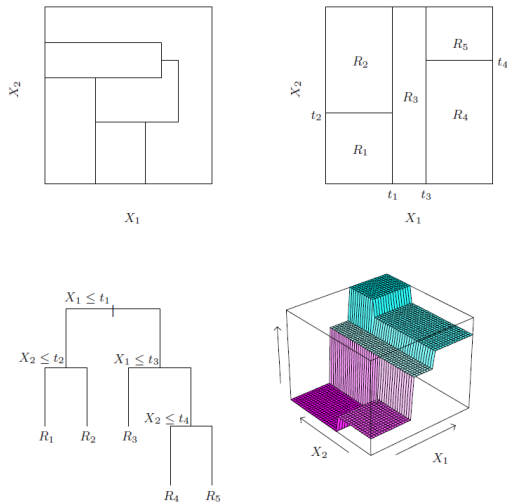 X₂
X₁
R₅
t₄
R₂
X₂
R₃
R₄
t₂
R₁
t₁ t₃
X₁
X₁ ≤ t₁
X₂ ≤ t₂ X₁ ≤ t₃
X₂ ≤ t₄
R₁ R₂ R₃
R₄ R₅
X₂ X₁